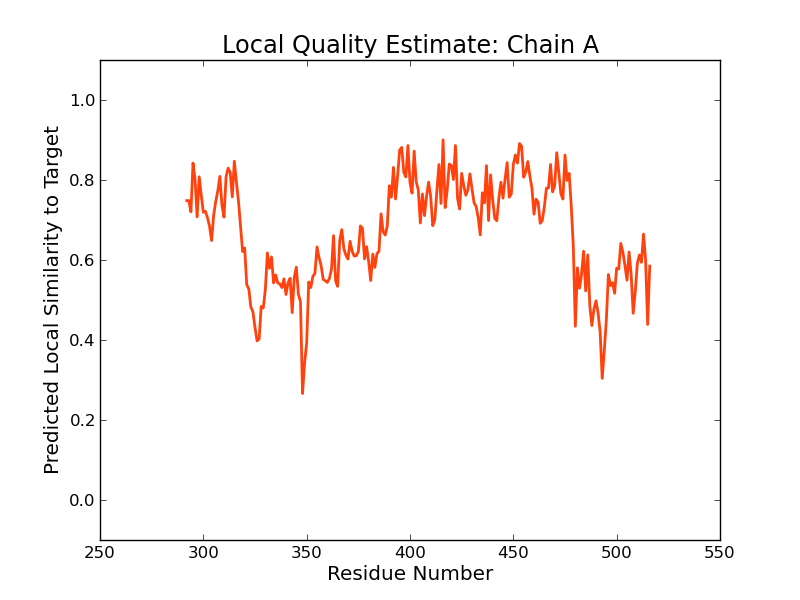 Local Quality Estimate: Chain A
Predicted Local Similarity to Target
1.0
0.8
0.6
0.4
0.2
0.0
250 300 350 400 450 500 550
Residue Number